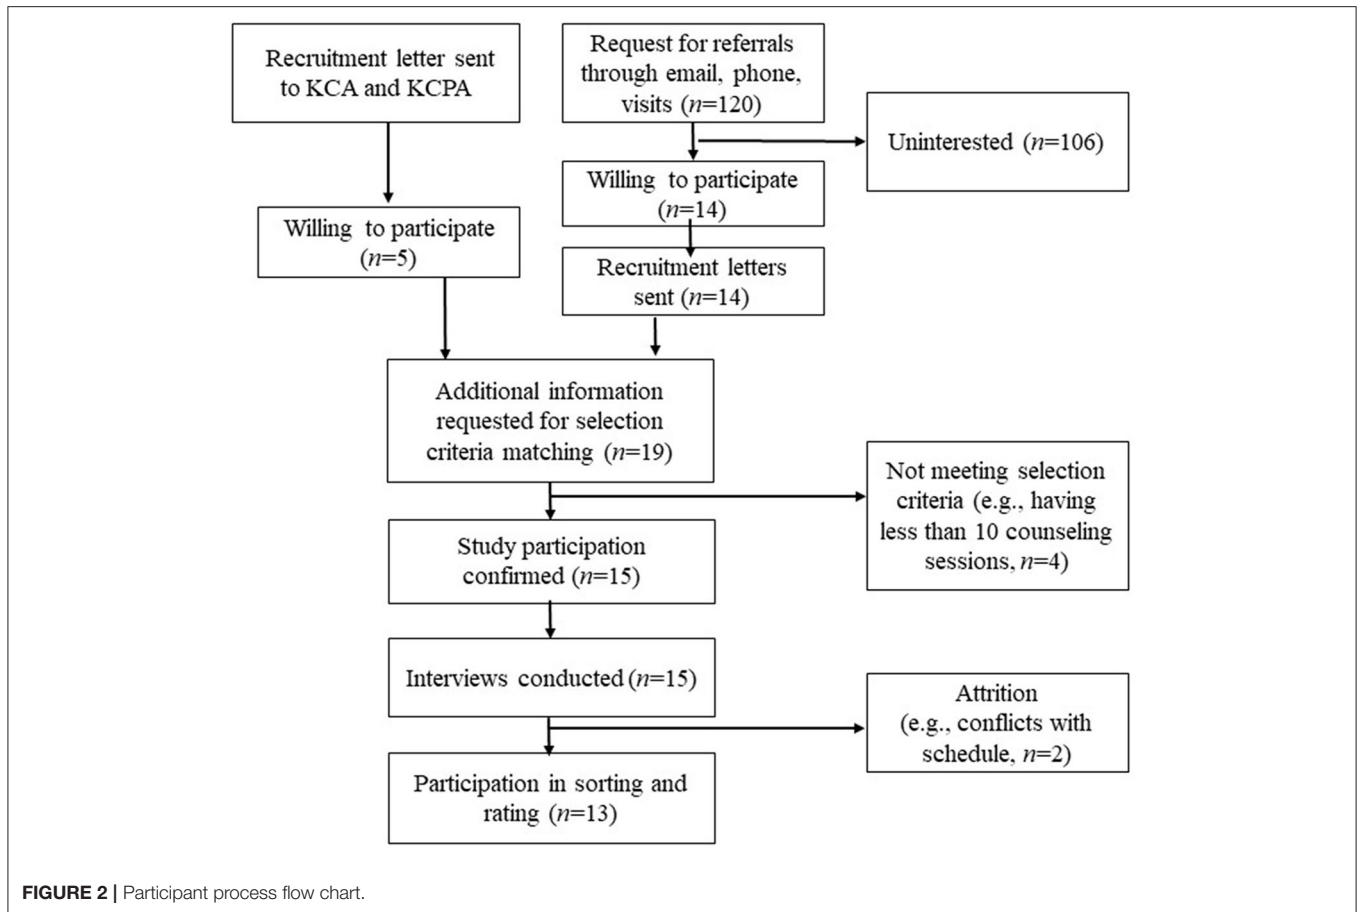 Recruitment letter sent
to KCA and KCPA
Request for referrals
through email, phone,
visits (n=120)
Uninterested (n=106)
Willing to participate
(n=14)
Willing to participate
(n=5)
Recruitment letters
sent (n=14)
Additional information
requested for selection
criteria matching (n=19)
Not meeting selection
criteria (e.g., having
less than 10 counseling
sessions, n=4)
Study participation
confirmed (n=15)
Interviews conducted (n=15)
Attrition
(e.g., conflicts with
schedule, n=2)
Participation in sorting and
rating (n=13)
FIGURE 2 | Participant process flow chart.